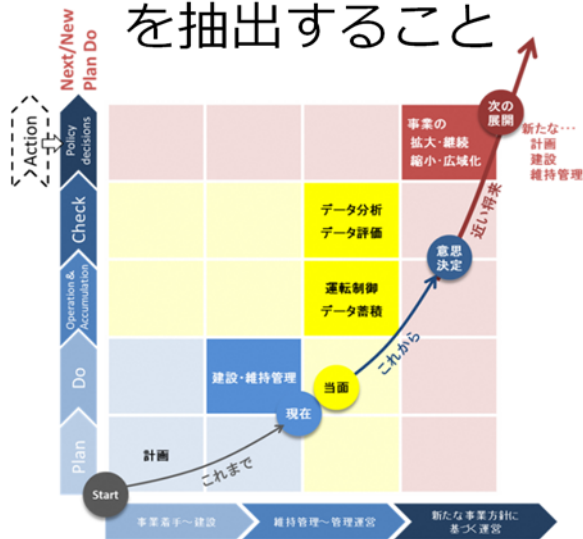 を抽出すること
Next/New
Plan Do
Action
Policy
decisions
Check
Operation &
Accumulation
Do
Plan
事業の
拡大・継続
縮小・広域化
次の
展開
新たな…
計画
建設
維持管理
近い将来
データ分析
データ評価
意思
決定
運転制御
データ蓄積
これから
建設・維持管理
当面
現在
計画
これまで
Start
事業着手～建設
維持管理～管理運営
新たな事業方針に
基づく運営